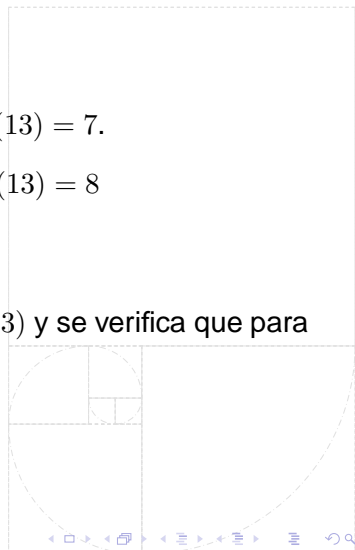 (13) = 7.
(13) = 8
3) y se verifica que para